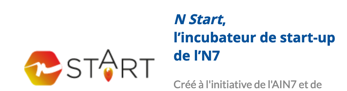 N START
N Start,
l'incubateur de start-up
de l'N7
Créé à l'initiative de l'AIN7 et de